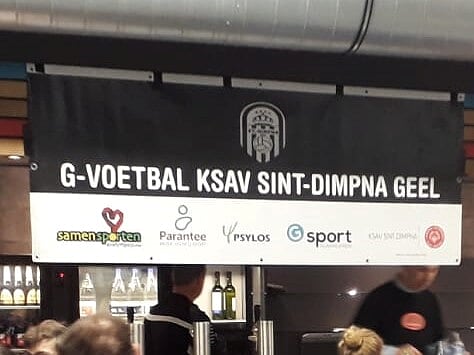 G-VOETBAL KSAV SINT-DIMPNA GEEL
samensporten Parantee PSYLOS G sport KSAV SINT DIMPNA